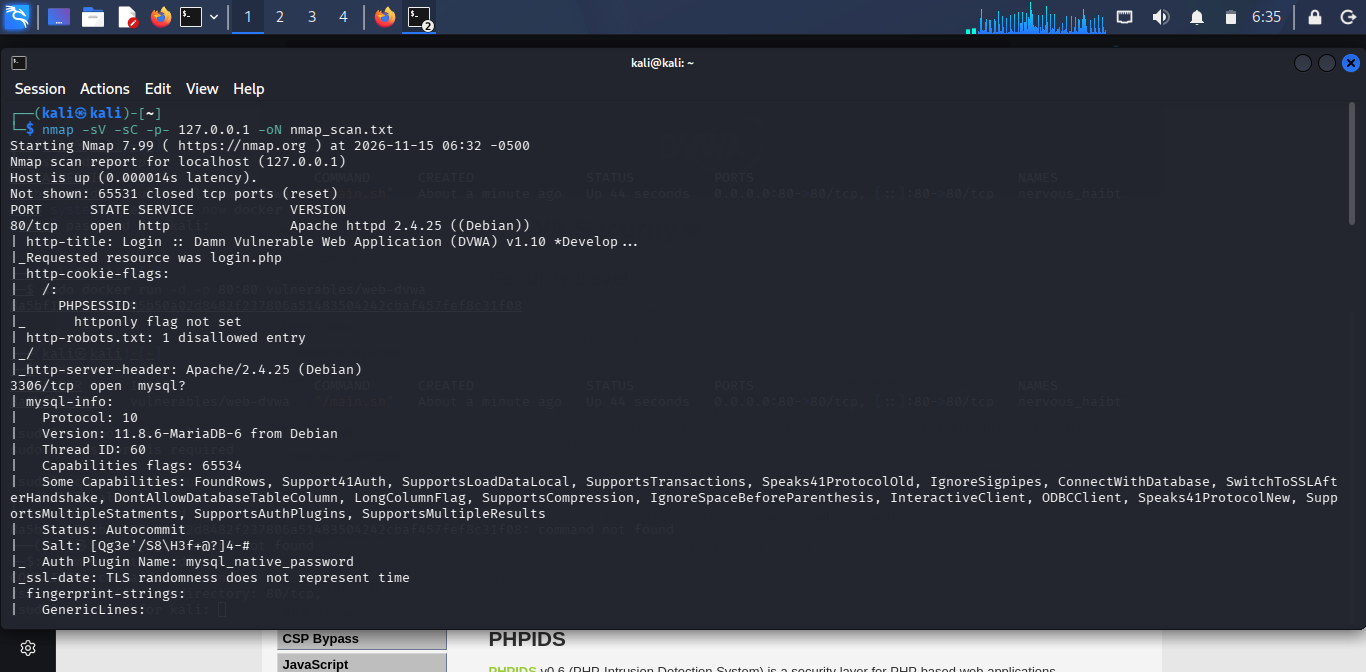 1 2 3 4 2 6:35
kali@kali: ~
Session Actions Edit View Help
┌──(kali㉿kali)-[~]
└─$ nmap -sV -sC -p- 127.0.0.1 -oN nmap_scan.txt
Starting Nmap 7.99 ( https://nmap.org ) at 2026-11-15 06:32 -0500
Nmap scan report for localhost (127.0.0.1)
Host is up (0.000014s latency).
Not shown: 65531 closed tcp ports (reset)
PORT     STATE SERVICE         VERSION
80/tcp    open  http            Apache httpd 2.4.25 ((Debian))
| http-title: Login :: Damn Vulnerable Web Application (DVWA) v1.10 *Develop...
|_Requested resource was login.php
| http-cookie-flags:
|   /:
|     PHPSESSID:
|_      httponly flag not set
| http-robots.txt: 1 disallowed entry
|_/
|_http-server-header: Apache/2.4.25 (Debian)
3306/tcp  open  mysql?
| mysql-info:
|   Protocol: 10
|   Version: 11.8.6-MariaDB-6 from Debian
|   Thread ID: 60
|   Capabilities flags: 65534
|   Some Capabilities: FoundRows, Support41Auth, SupportsLoadDataLocal, SupportsTransactions, Speaks41ProtocolOld, IgnoreSigpipes, ConnectWithDatabase, SwitchToSSLAft
erHandshake, DontAllowDatabaseTableColumn, LongColumnFlag, SupportsCompression, IgnoreSpaceBeforeParenthesis, InteractiveClient, ODBCClient, Speaks41ProtocolNew, Supp
ortsMultipleStatments, SupportsAuthPlugins, SupportsMultipleResults
|   Status: Autocommit
|   Salt: [Qg3e'/S8\H3f+@?]4-#
|_  Auth Plugin Name: mysql_native_password
|_ssl-date: TLS randomness does not represent time
| fingerprint-strings:
|   GenericLines:
CSP Bypass
PHPIDS
JavaScript
PHPIDS v0.6 (PHP-Intrusion Detection System) is a security layer for PHP based web applications.